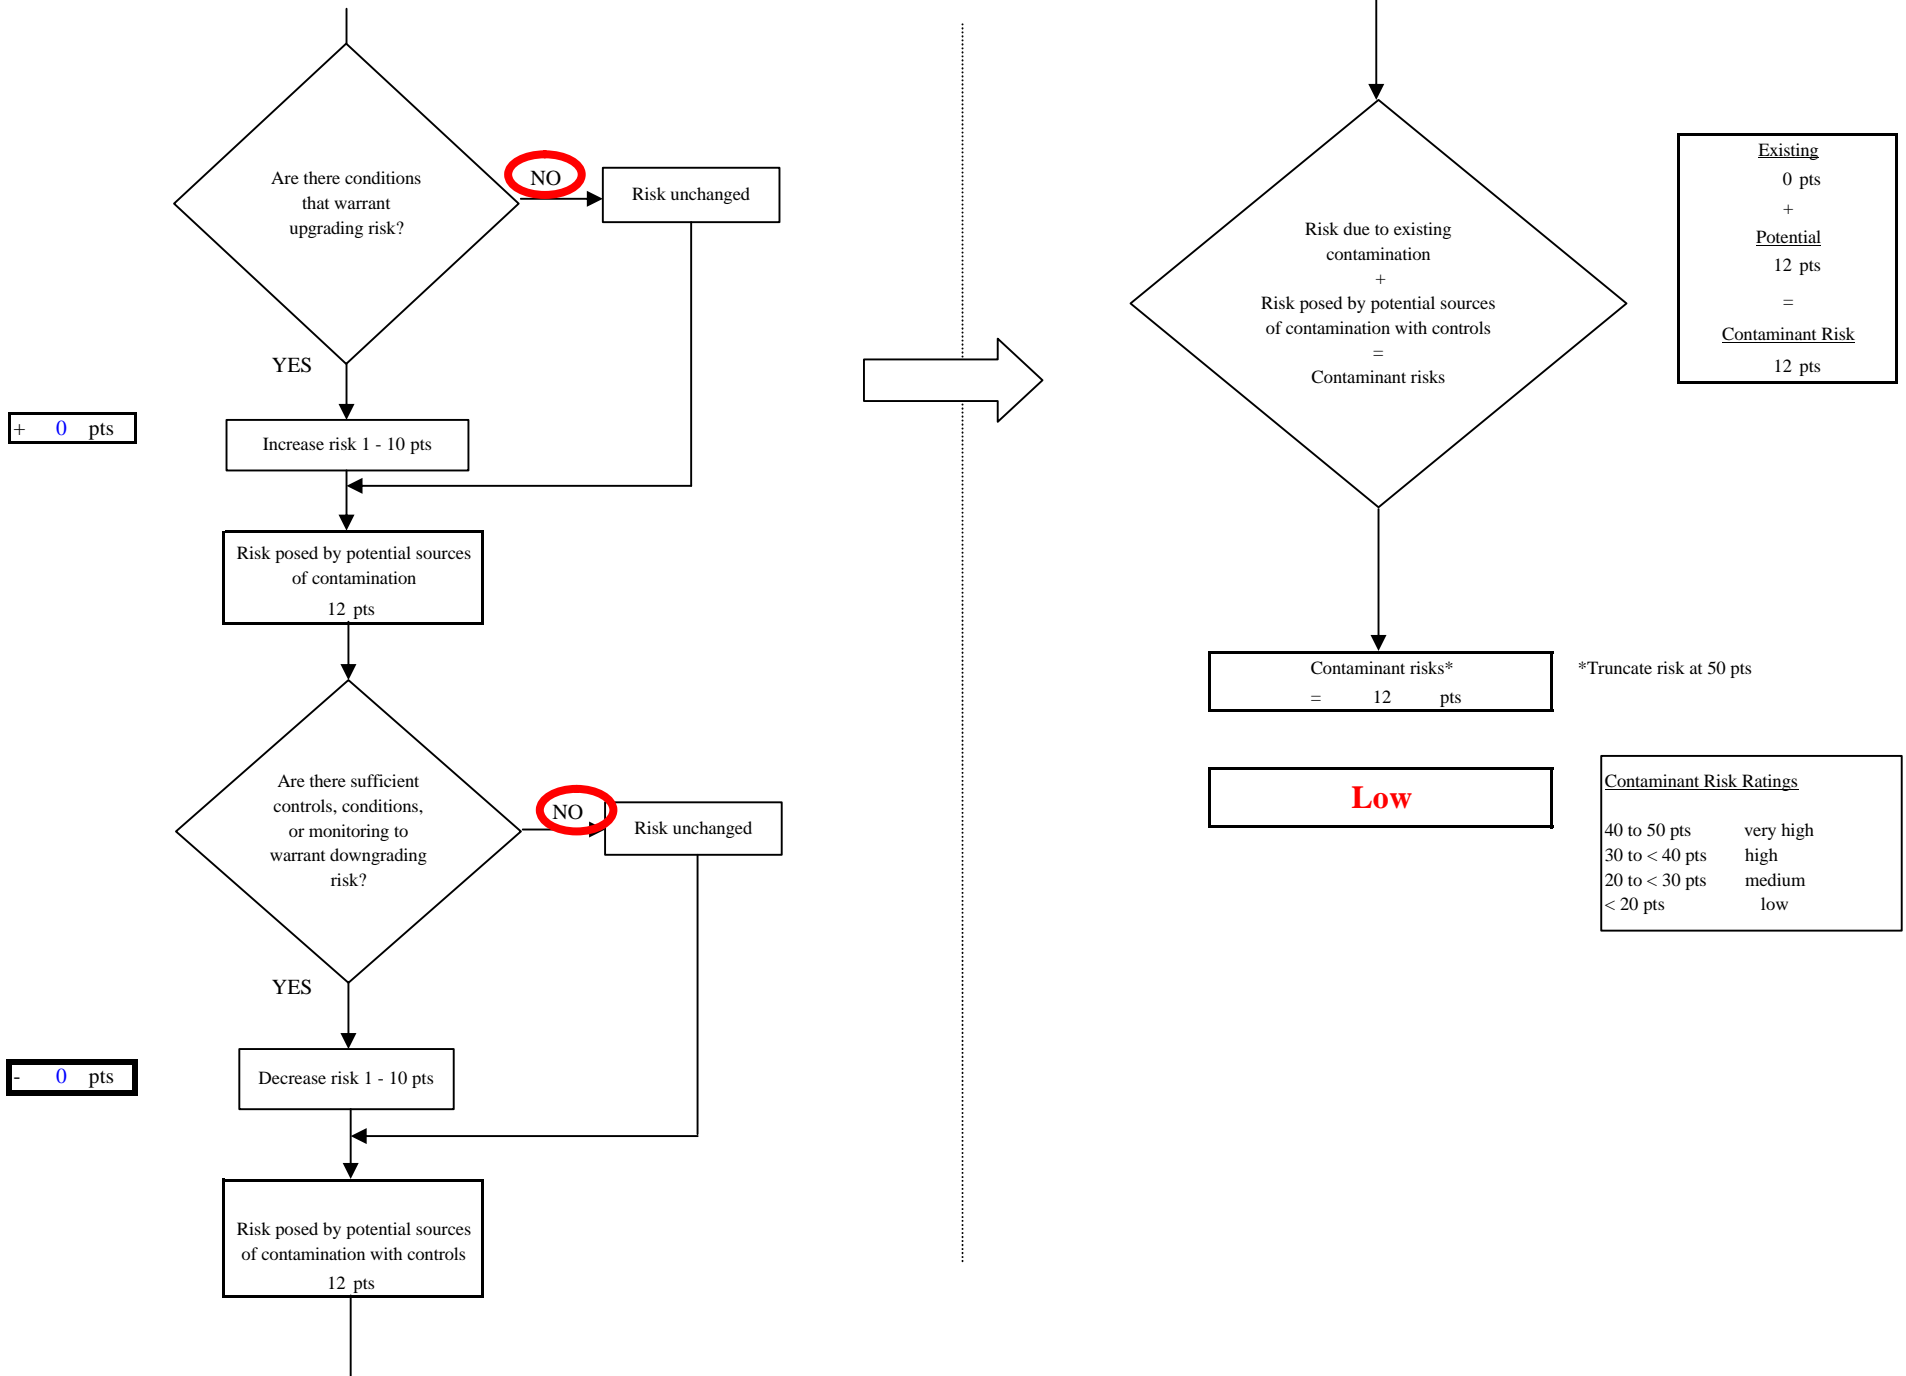 Are there conditions
that warrant
upgrading risk?
NO
Risk unchanged
YES
+ 0 pts
Increase risk 1 - 10 pts
Risk posed by potential sources
of contamination
12 pts
Are there sufficient
controls, conditions,
or monitoring to
warrant downgrading
risk?
NO
Risk unchanged
YES
- 0 pts
Decrease risk 1 - 10 pts
Risk posed by potential sources
of contamination with controls
12 pts
Risk due to existing
contamination
+
Risk posed by potential sources
of contamination with controls
=
Contaminant risks
Existing
0 pts
+
Potential
12 pts
=
Contaminant Risk
12 pts
Contaminant risks*
= 12 pts
*Truncate risk at 50 pts
Low
Contaminant Risk Ratings
40 to 50 pts very high
30 to < 40 pts high
20 to < 30 pts medium
< 20 pts low